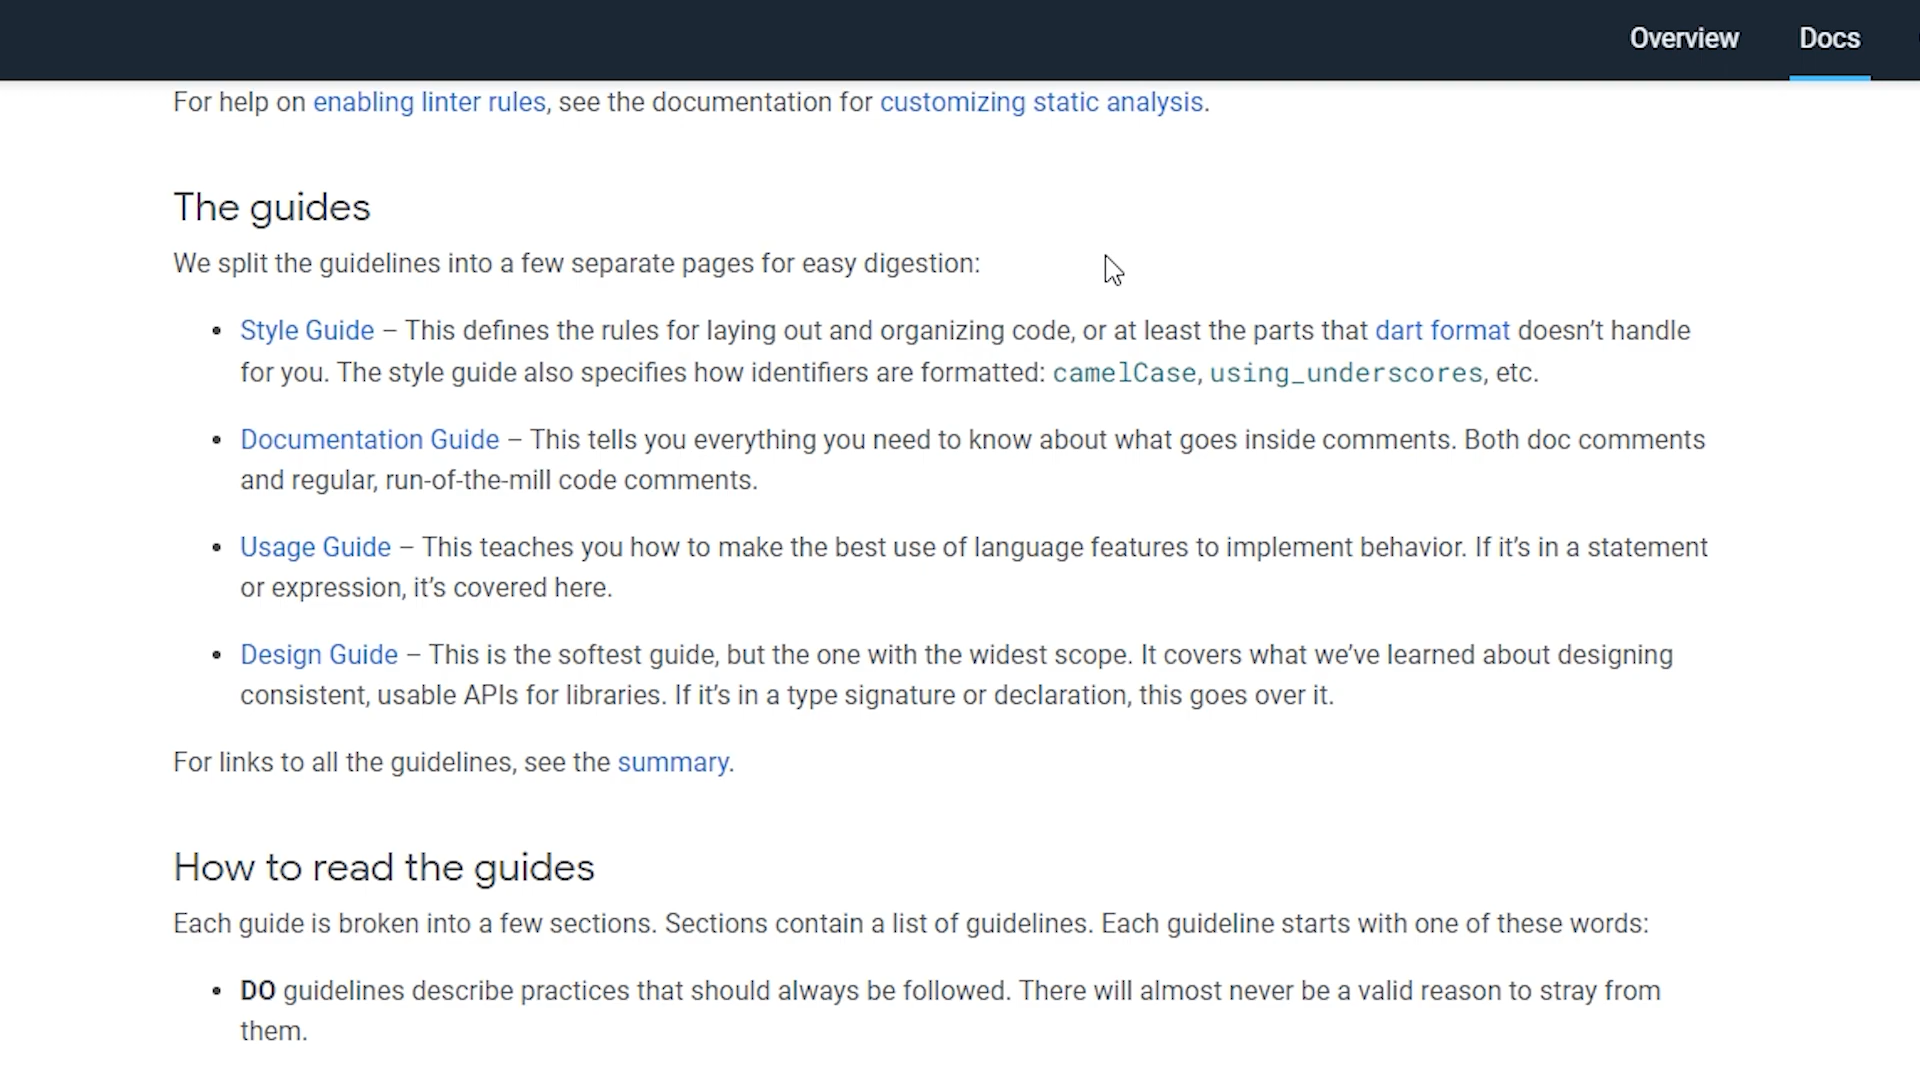 Overview Docs
For help on enabling linter rules, see the documentation for customizing static analysis.
The guides
We split the guidelines into a few separate pages for easy digestion:
• Style Guide – This defines the rules for laying out and organizing code, or at least the parts that dart format doesn’t handle
for you. The style guide also specifies how identifiers are formatted: camelCase, using_underscores, etc.
• Documentation Guide – This tells you everything you need to know about what goes inside comments. Both doc comments
and regular, run-of-the-mill code comments.
• Usage Guide – This teaches you how to make the best use of language features to implement behavior. If it’s in a statement
or expression, it’s covered here.
• Design Guide – This is the softest guide, but the one with the widest scope. It covers what we’ve learned about designing
consistent, usable APIs for libraries. If it’s in a type signature or declaration, this goes over it.
For links to all the guidelines, see the summary.
How to read the guides
Each guide is broken into a few sections. Sections contain a list of guidelines. Each guideline starts with one of these words:
• DO guidelines describe practices that should always be followed. There will almost never be a valid reason to stray from
them.